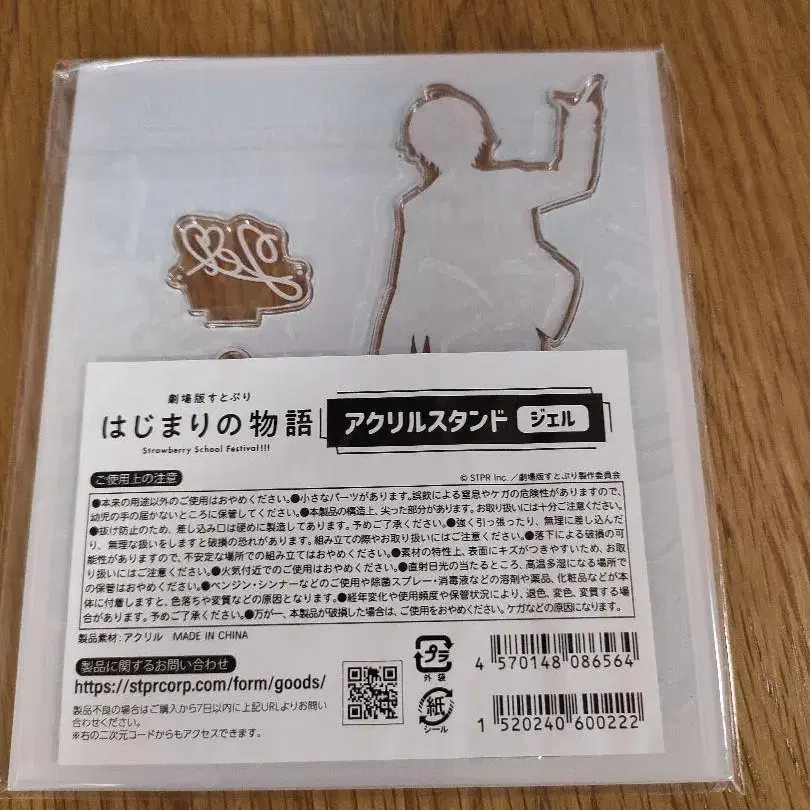 劇場版すとぷり
はじまりの物語
Strawberry School Festival!!!
アクリルスタンド ジェル
ご使用上の注意
© STPR Inc. ／劇場版すとぷり製作委員会
●本来の用途以外のご使用はおやめください。●小さなパーツがあります。誤飲による窒息やケガの危険性がありますので、
幼児の手の届かないところに保管してください。●本製品の構造上、尖った部分があります。お取り扱いには十分ご注意ください。
●抜け防止のため、差し込み口は硬めに製造してあります。予めご了承ください。●強く引っ張ったり、無理に差し込んだ
り、無理な扱いをしますと破損の恐れがあります。組み立ての際やお取り扱いにはご注意ください。●落下による破損の可
能性がありますので、不安定な場所での組み立てはおやめください。●素材の特性上、表面にキズがつきやすいため、お取
り扱いにはご注意ください。●火気付近でのご使用はおやめください。●直射日光の当たるところ、高温多湿になる場所で
の保管はおやめください。●ベンジン・シンナーなどのご使用や除菌スプレー・消毒液などの溶剤や薬品、化粧品などが本
体に付着しますと、色落ちや変質などの原因となります。●経年変化や使用頻度や保管状況により、退色、変色、変質する場
合があります。予めご了承ください。●万が一、本製品が破損した場合は、ご使用をおやめください。ケガなどの原因になります。
製品素材：アクリル MADE IN CHINA
製品に関するお問い合わせ
https://stprcorp.com/form/goods/
製品不良の場合はご購入から7日以内に上記URLよりお問い
合わせください。
※右の二次元コードからもアクセスできます。
プラ
外袋
紙
シール
4 570148 086564
1 520240 600222